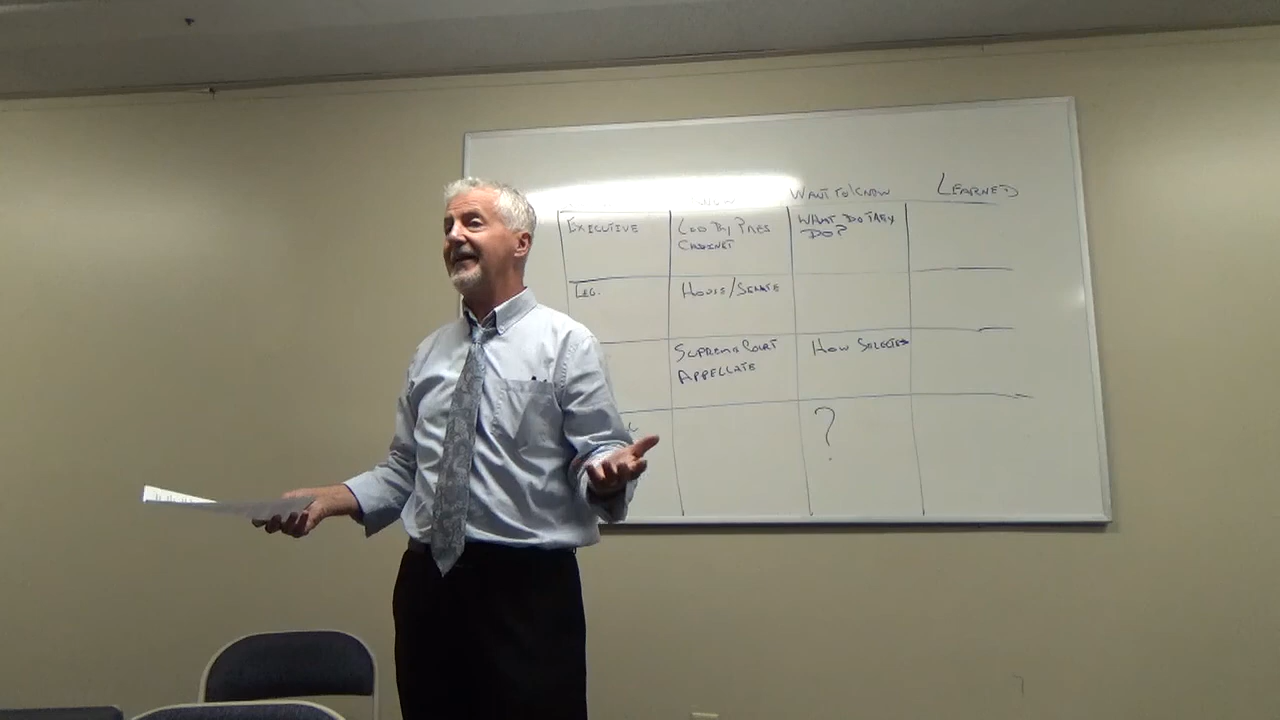 Know
Want to Know
Learned
Executive
Led By Pres
Cabinet
What Do They
Do?
Leg.
House/Senate
Supreme Court
Appellate
How Selected
?